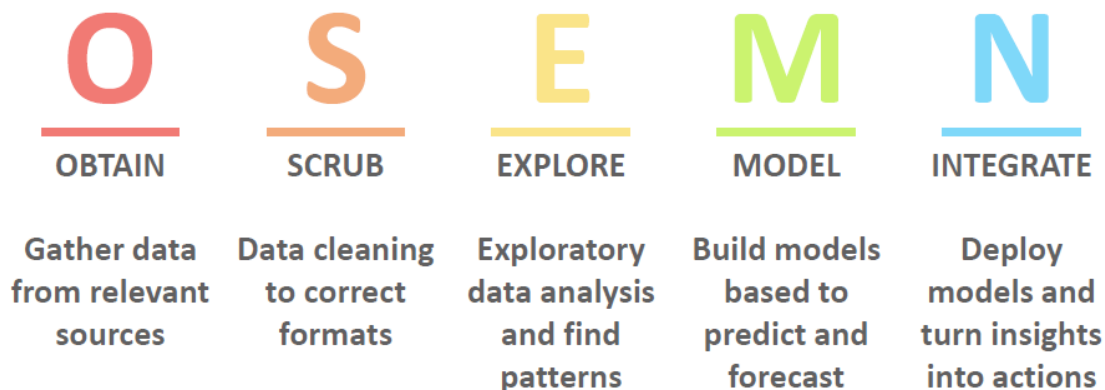 O S E M N
OBTAIN SCRUB EXPLORE MODEL INTEGRATE
Gather data
from relevant
sources
Data cleaning
to correct
formats
Exploratory
data analysis
and find
patterns
Build models
based to
predict and
forecast
Deploy
models and
turn insights
into actions